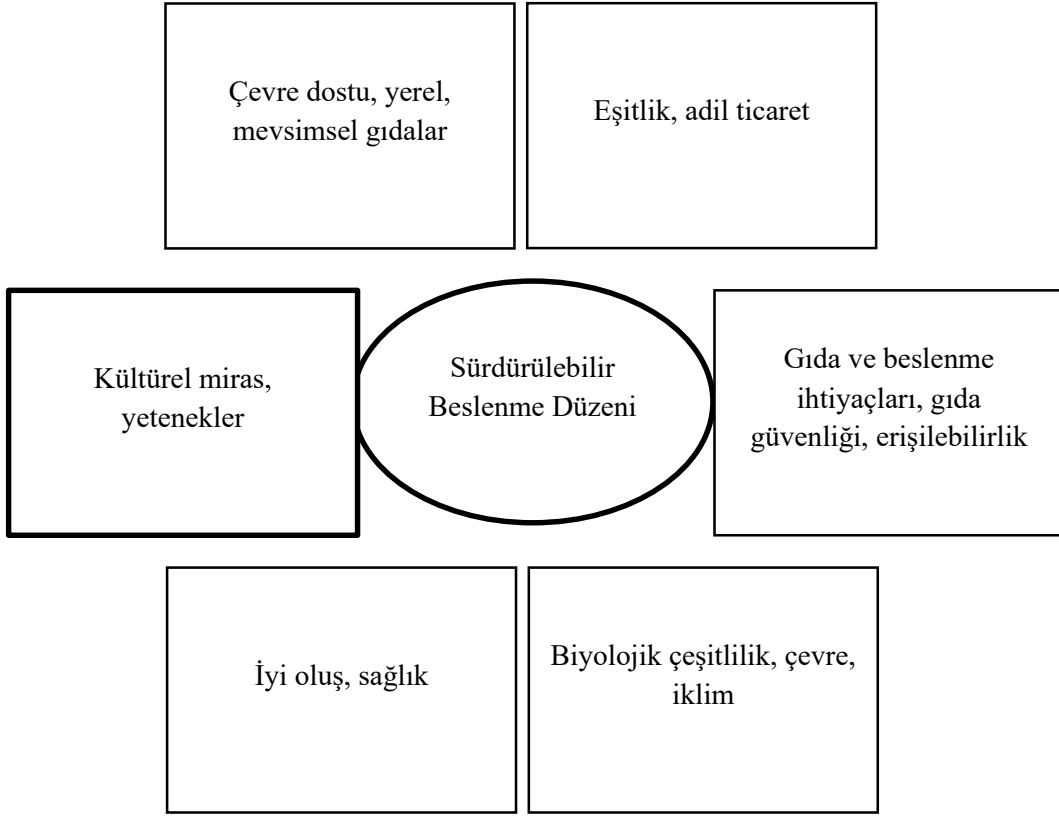 Çevre dostu, yerel,
mevsimsel gıdalar
Eşitlik, adil ticaret
Kültürel miras,
yetenekler
Sürdürülebilir
Beslenme Düzeni
Gıda ve beslenme
ihtiyaçları, gıda
güvenliği, erişilebilirlik
İyi oluş, sağlık
Biyolojik çeşitlilik, çevre,
iklim